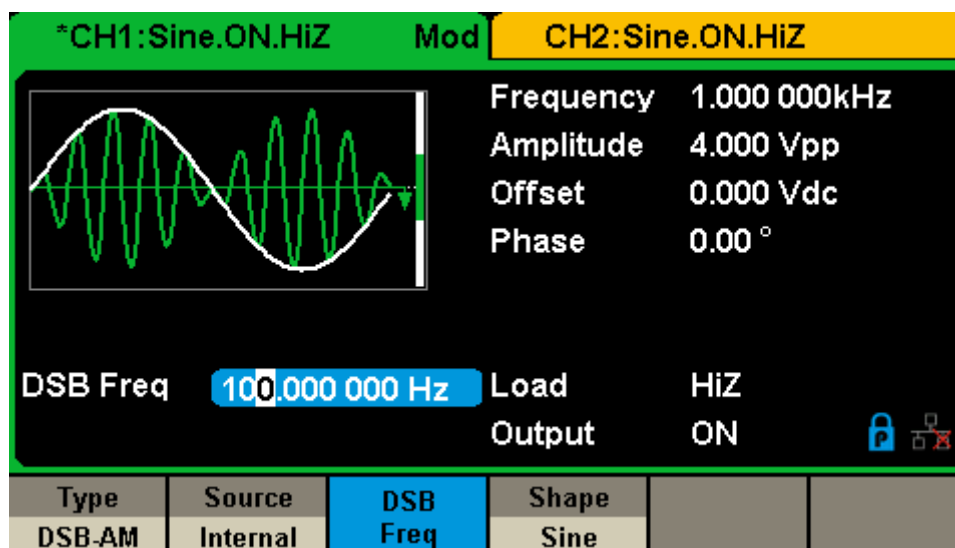 *CH1:Sine.ON.HiZ Mod CH2:Sine.ON.HiZ
Frequency 1.000 000kHz
Amplitude 4.000 Vpp
Offset 0.000 Vdc
Phase 0.00 °
DSB Freq 100.000 000 Hz Load HiZ
Output ON P
Type Source DSB Freq Shape
DSB-AM Internal Sine